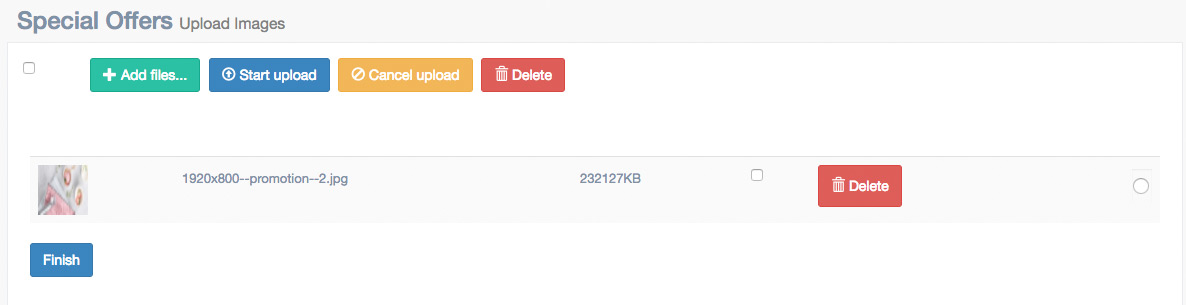 Special Offers Upload Images
Add files... Start upload Cancel upload Delete
1920x800--promotion--2.jpg 232127KB Delete
Finish